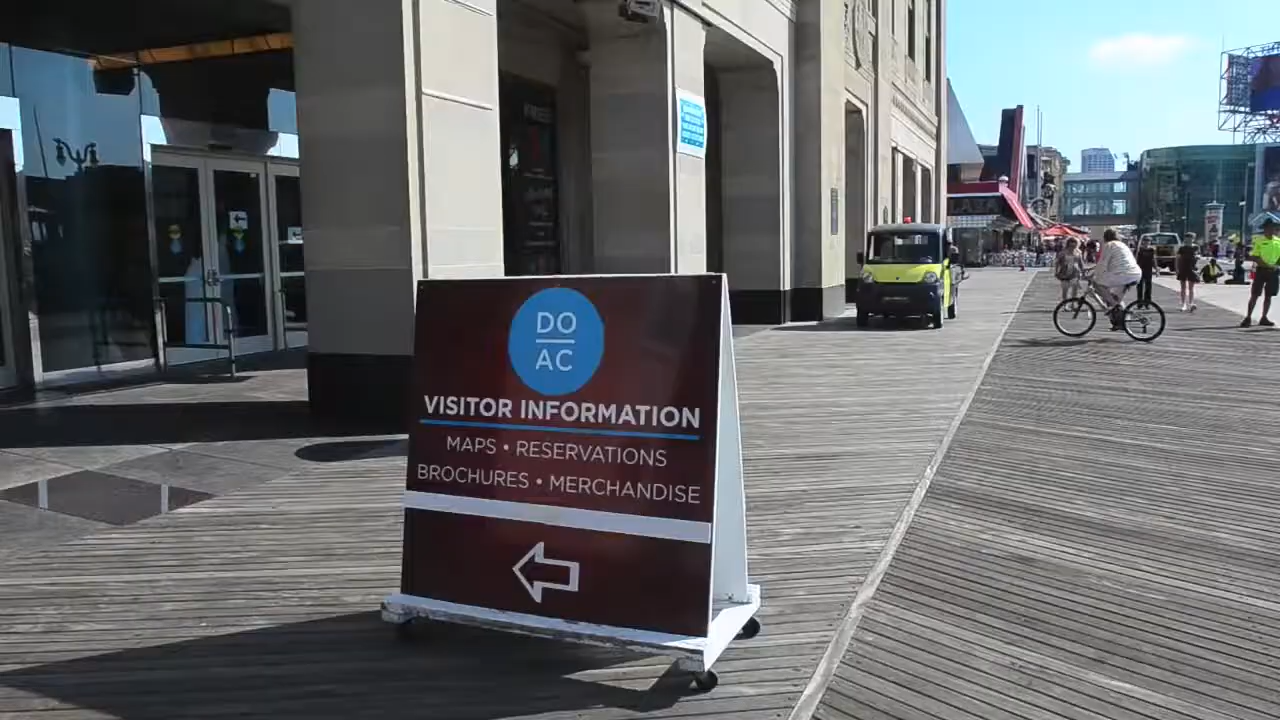 DO
AC
VISITOR INFORMATION
MAPS • RESERVATIONS
BROCHURES • MERCHANDISE